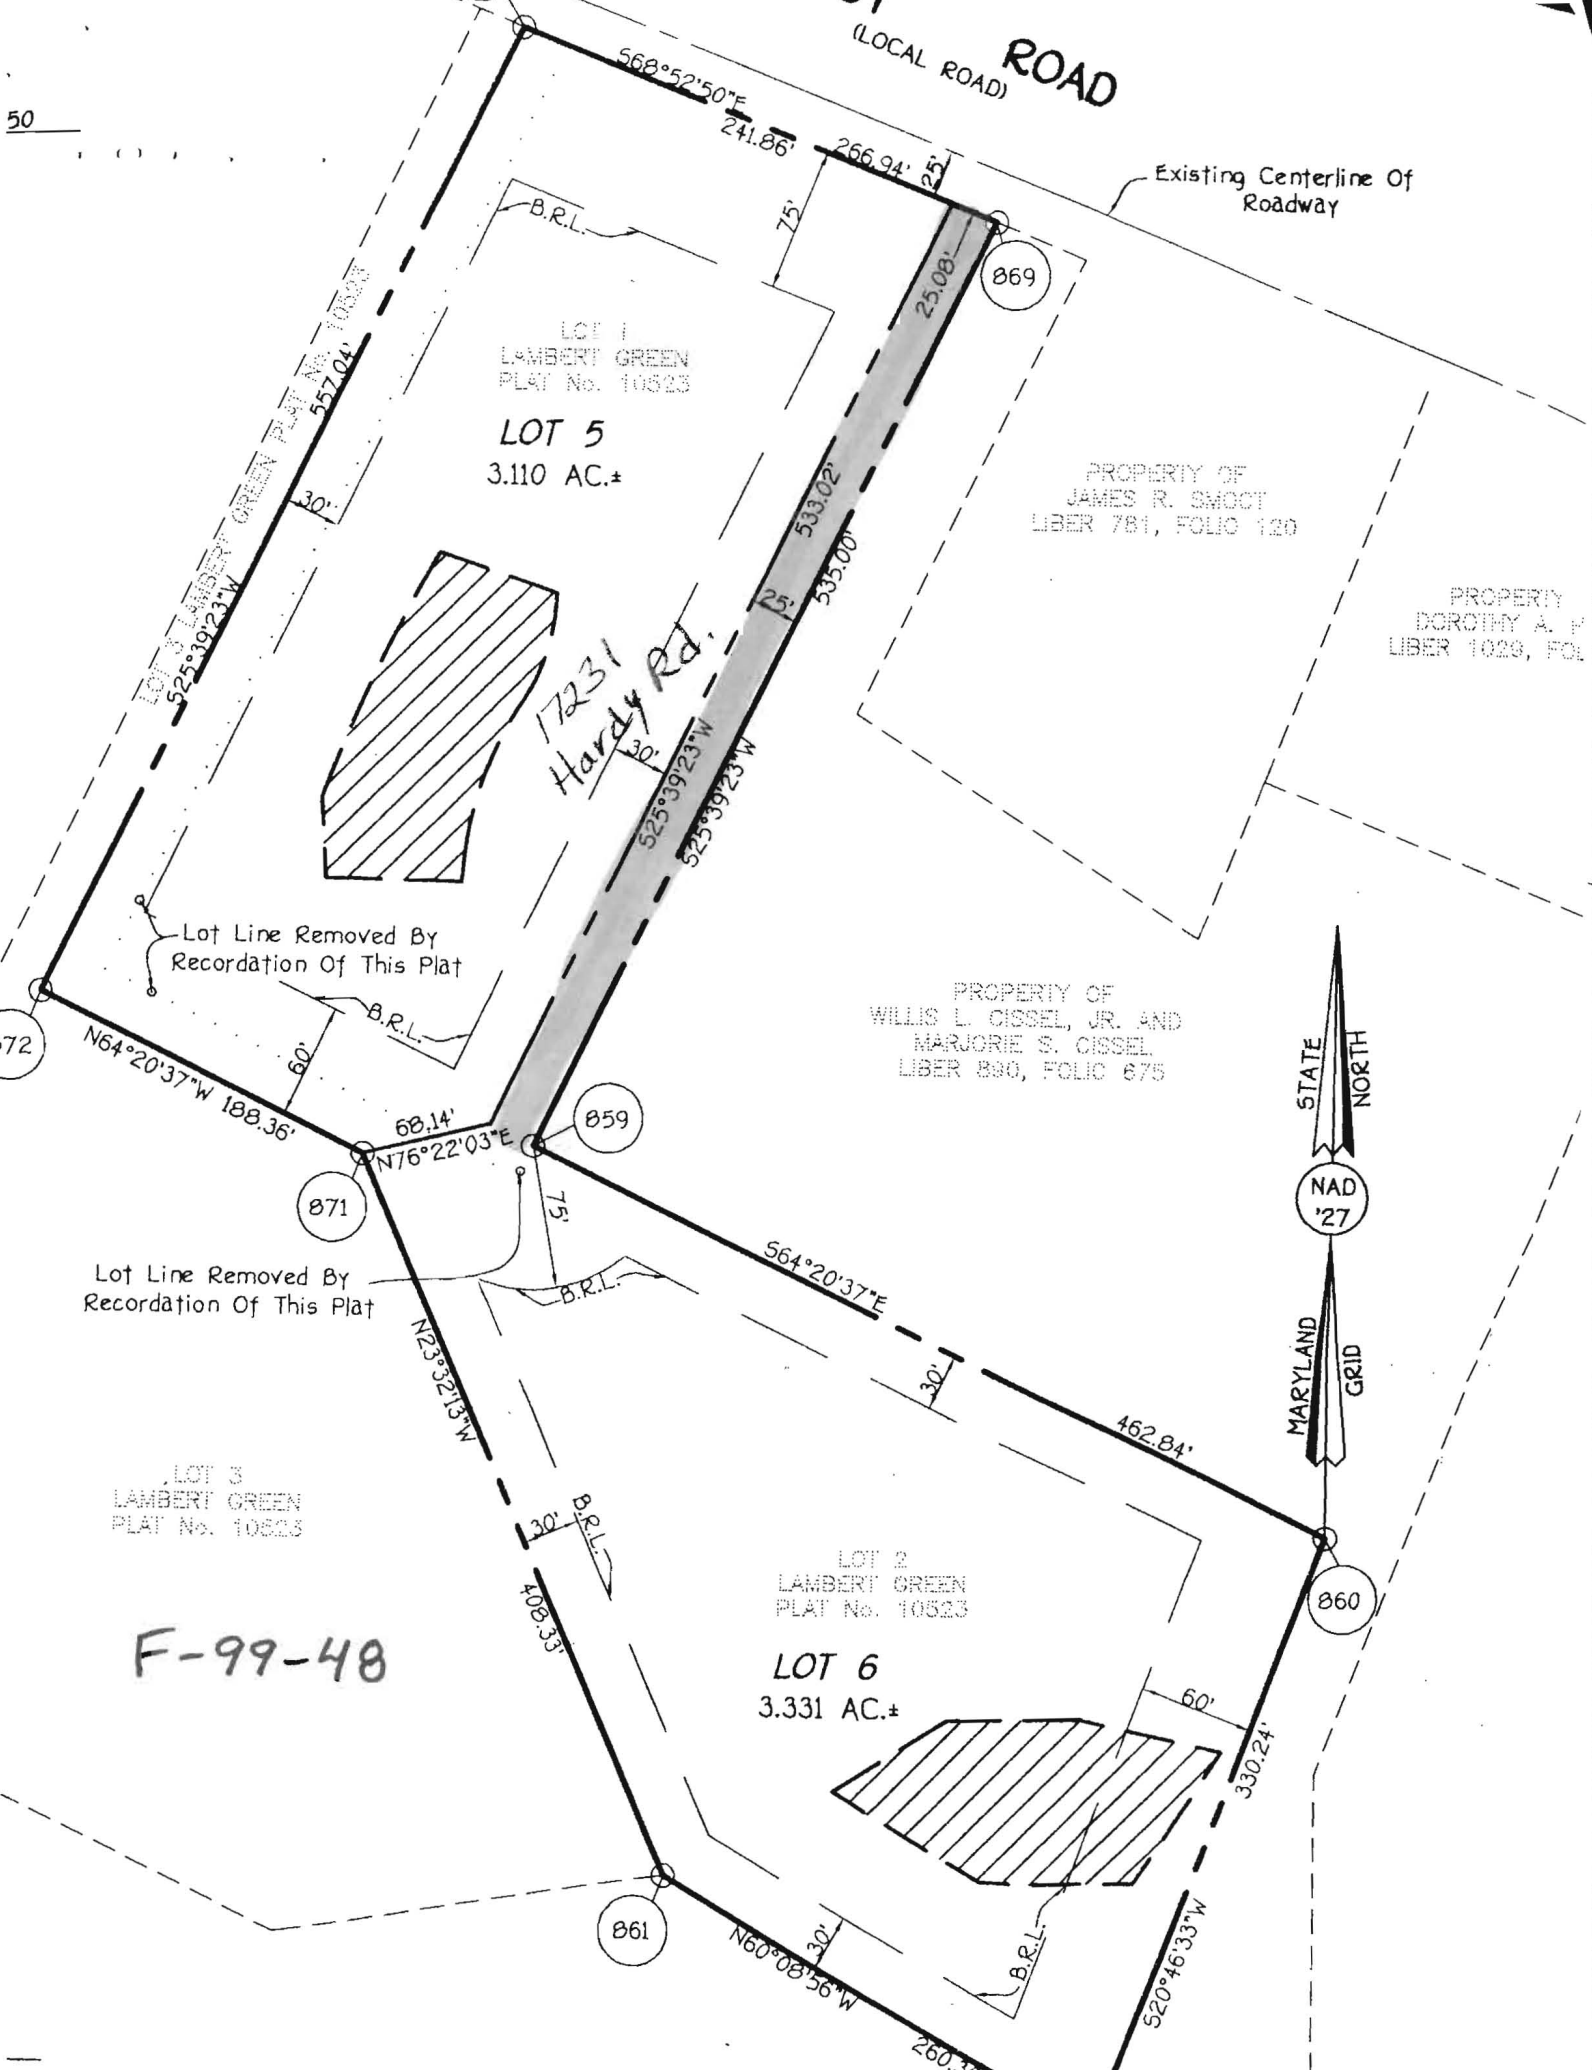 (LOCAL ROAD)
ROAD
50
S68°52'50"E
241.86'
266.94'
25'
Existing Centerline Of
Roadway
75'
B.R.L.
25.08'
869
LOT 1
LAMBERT GREEN
PLAT No. 10523
LOT 5
3.110 AC.±
LOT 3 LAMBERT GREEN PLAT No. 10523
557.04'
S25°39'23"W
30'
533.02'
535.00'
25'
PROPERTY OF
JAMES R. SMOOT
LIBER 781, FOLIO 120
PROPERTY
DOROTHY A.
LIBER 1029, FOL
17231
Hardy Rd.
30'
S25°39'23"W
S25°39'23"W
Lot Line Removed By
Recordation Of This Plat
B.R.L.
60'
72
N64°20'37"W 188.36'
68.14'
N76°22'03"E
859
871
75'
PROPERTY OF
WILLIS L. CISSEL, JR. AND
MARJORIE S. CISSEL
LIBER 890, FOLIO 675
STATE
NORTH
NAD
'27
MARYLAND
GRID
Lot Line Removed By
Recordation Of This Plat
B.R.L.
S64°20'37"E
30'
462.84'
N23°32'13"W
LOT 3
LAMBERT GREEN
PLAT No. 10523
30'
B.R.L.
408.33'
LOT 2
LAMBERT GREEN
PLAT No. 10523
LOT 6
3.331 AC.±
860
F-99-48
60'
330.24'
861
N60°08'56"W
30'
B.R.L.
S20°46'33"W